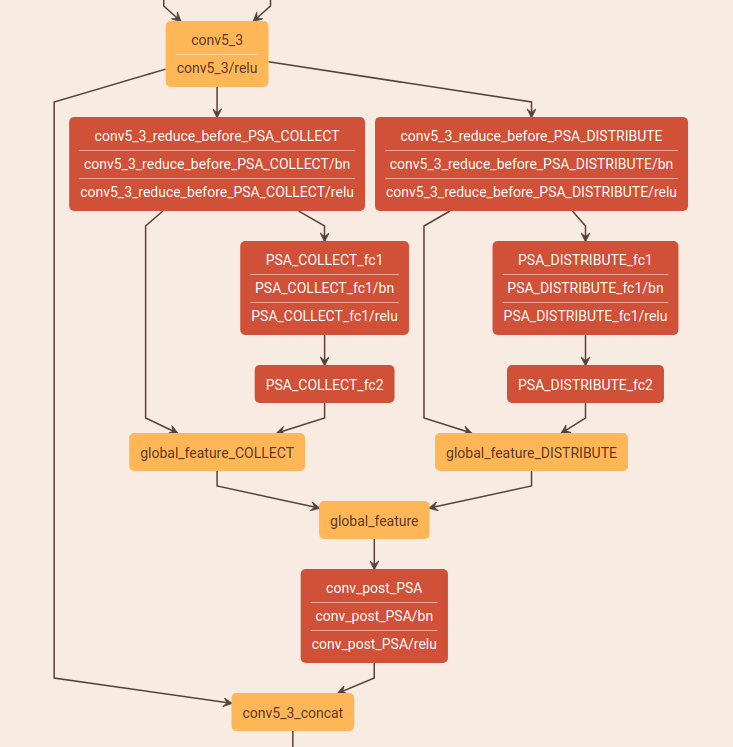 conv5_3
conv5_3/relu
conv5_3_reduce_before_PSA_COLLECT
conv5_3_reduce_before_PSA_COLLECT/bn
conv5_3_reduce_before_PSA_COLLECT/relu
conv5_3_reduce_before_PSA_DISTRIBUTE
conv5_3_reduce_before_PSA_DISTRIBUTE/bn
conv5_3_reduce_before_PSA_DISTRIBUTE/relu
PSA_COLLECT_fc1
PSA_COLLECT_fc1/bn
PSA_COLLECT_fc1/relu
PSA_DISTRIBUTE_fc1
PSA_DISTRIBUTE_fc1/bn
PSA_DISTRIBUTE_fc1/relu
PSA_COLLECT_fc2
PSA_DISTRIBUTE_fc2
global_feature_COLLECT
global_feature_DISTRIBUTE
global_feature
conv_post_PSA
conv_post_PSA/bn
conv_post_PSA/relu
conv5_3_concat